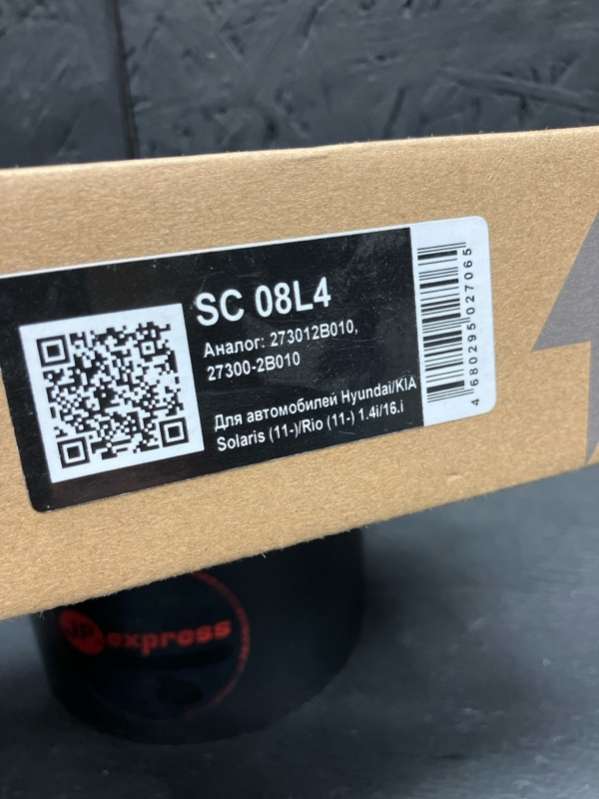 SC 08L4
Аналог: 273012B010,
27300-2B010
Для автомобилей Hyundai/KIA
Solaris (11-)/Rio (11-) 1.4i/16.i
4 680295 027065
JP express